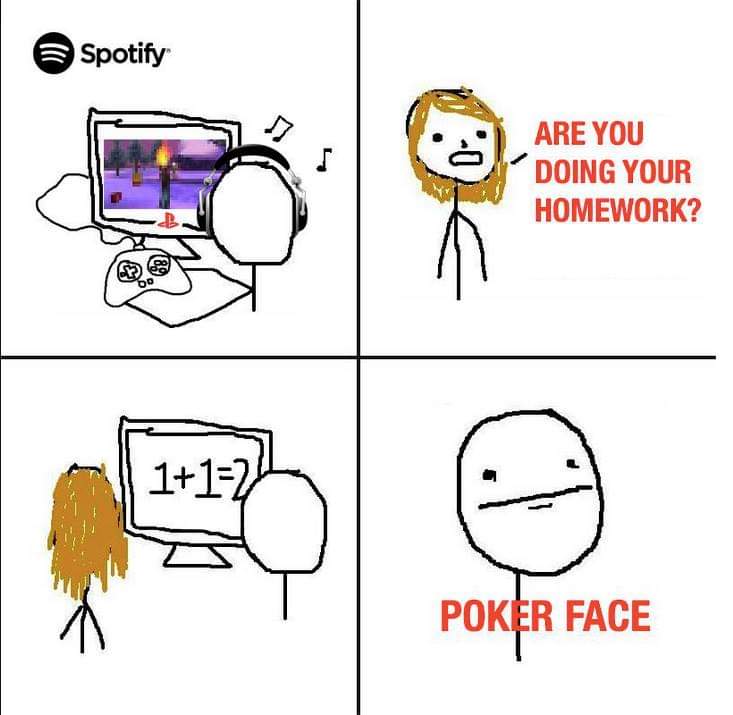 Spotify
ARE YOU
DOING YOUR
HOMEWORK?
1+1=?
POKER FACE